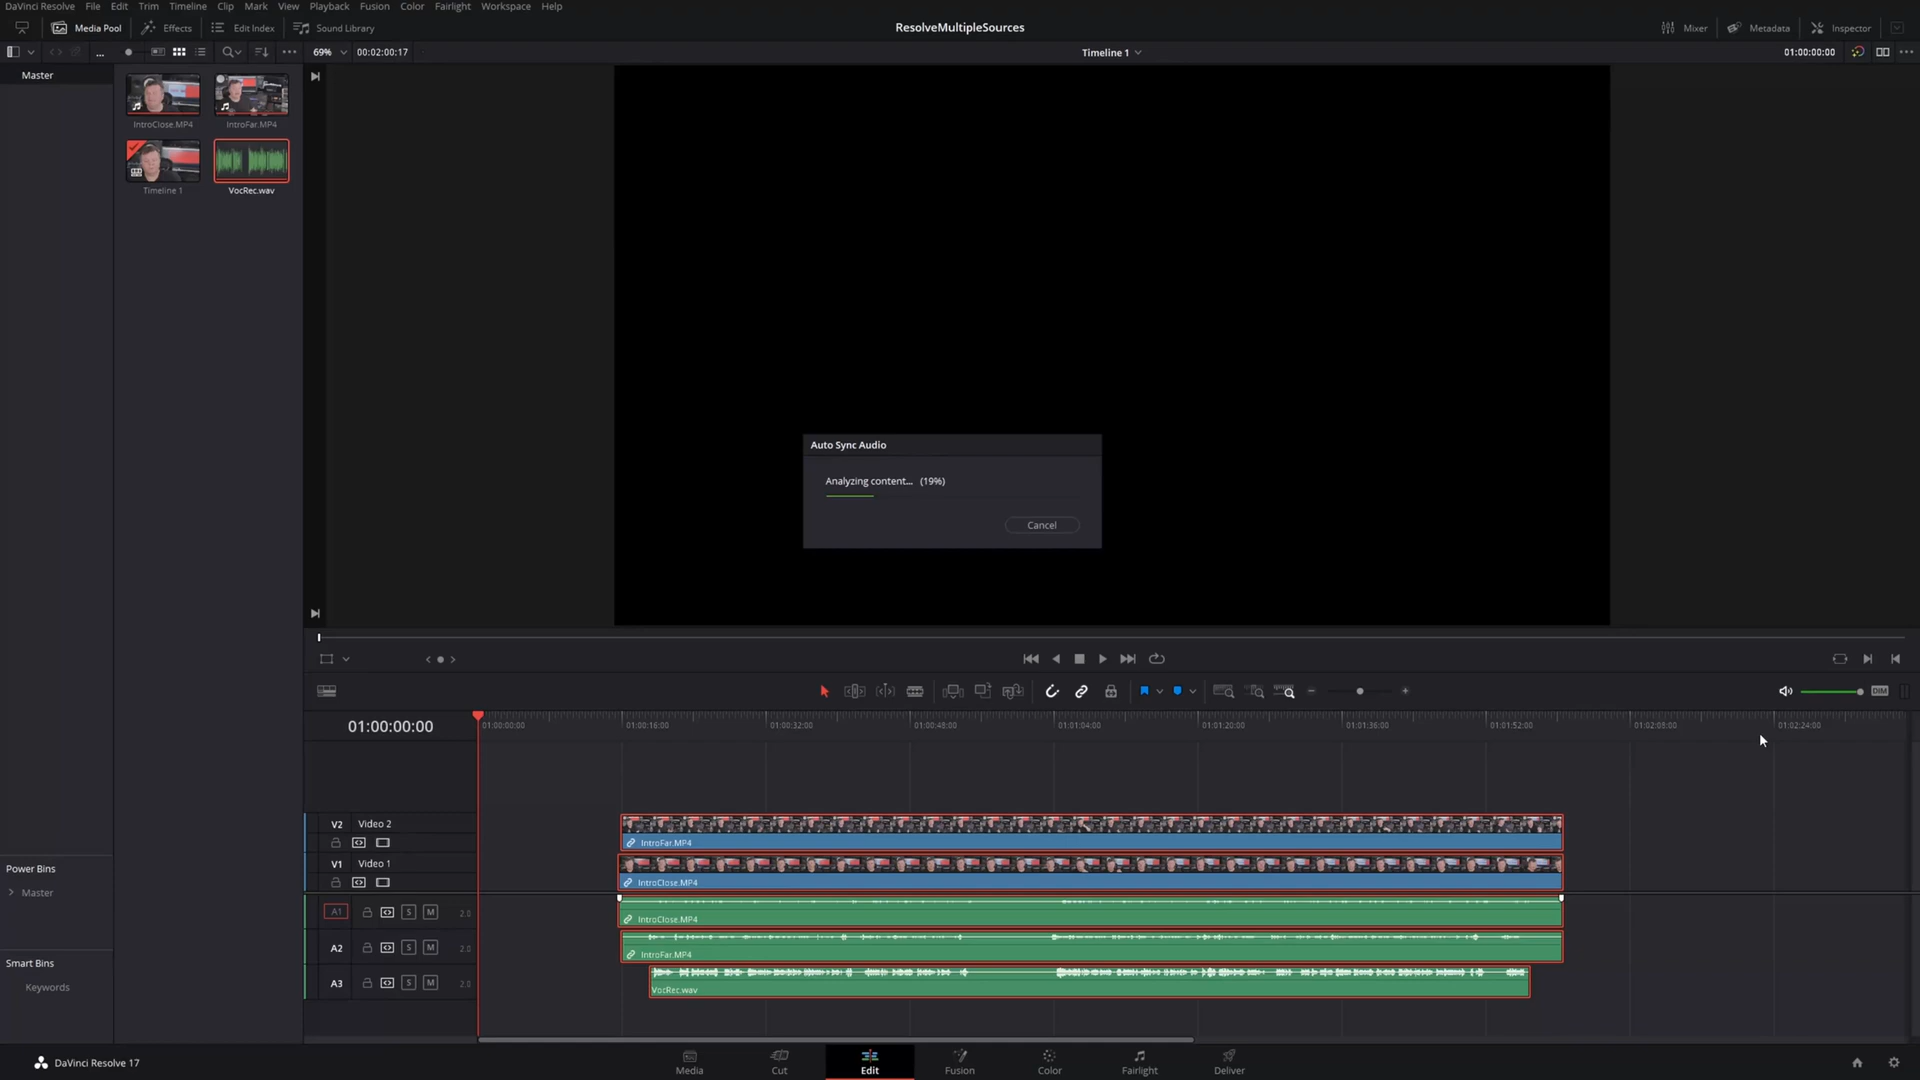 DaVinci Resolve File Edit Trim Timeline Clip Mark View Playback Fusion Color Fairlight Workspace Help
Media Pool Effects Edit Index Sound Library ResolveMultipleSources Mixer Metadata Inspector
... 69% 00:02:00:17 Timeline 1 01:00:00:00
Master
IntroClose.MP4 IntroFar.MP4
Timeline 1 VocRec.wav
Auto Sync Audio
Analyzing content... (19%)
Cancel
DIM
01:00:00:00 01:00:00:00 01:00:16:00 01:00:32:00 01:00:48:00 01:01:04:00 01:01:20:00 01:01:36:00 01:01:52:00 01:02:08:00 01:02:24:00
V2 Video 2
IntroFar.MP4
V1 Video 1
IntroClose.MP4
A1 S M 2.0
IntroClose.MP4
A2 S M 2.0
IntroFar.MP4
A3 S M 2.0
VocRec.wav
Power Bins
Master
Smart Bins
Keywords
DaVinci Resolve 17
Media Cut Edit Fusion Color Fairlight Deliver